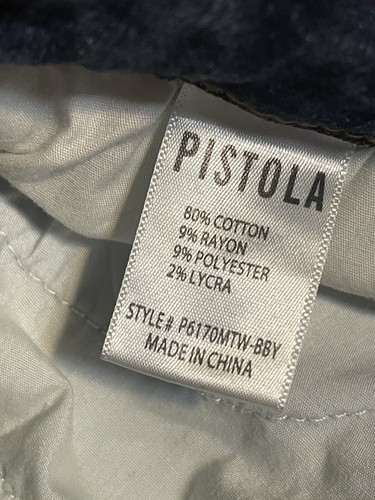 PISTOLA
80% COTTON
9% RAYON
9% POLYESTER
2% LYCRA
STYLE# P6170MTW-BBY
MADE IN CHINA